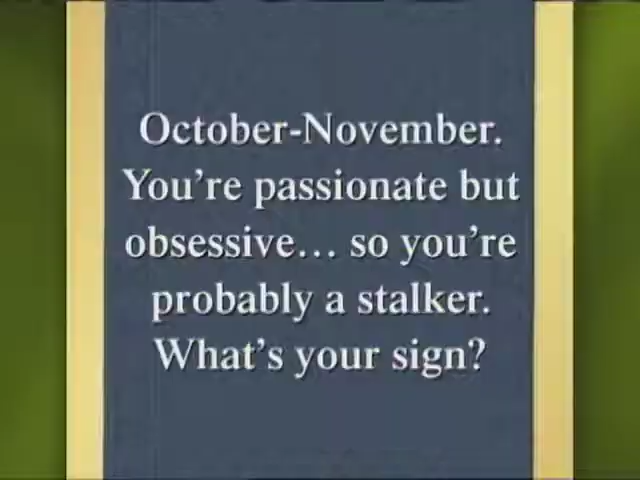 October-November.
You're passionate but
obsessive... so you're
probably a stalker.
What's your sign?